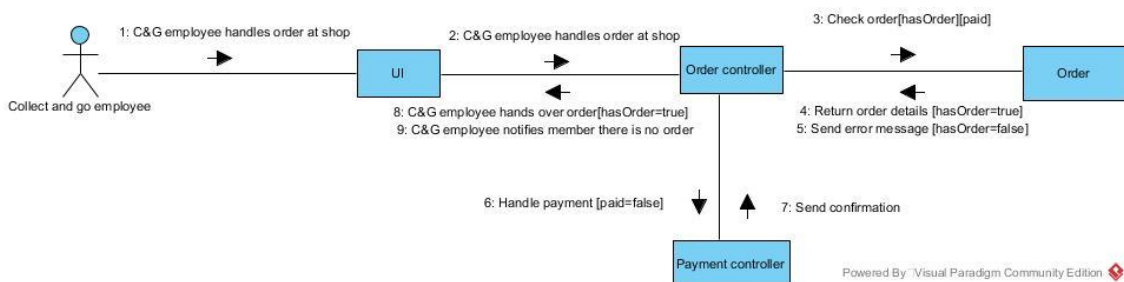 3: Check order[hasOrder][paid]
1: C&G employee handles order at shop
2: C&G employee handles order at shop
UI
Order controller
Order
Collect and go employee
8: C&G employee hands over order[hasOrder=true]
9: C&G employee notifies member there is no order
4: Return order details [hasOrder=true]
5: Send error message [hasOrder=false]
6: Handle payment [paid=false]
7: Send confirmation
Payment controller
Powered By Visual Paradigm Community Edition